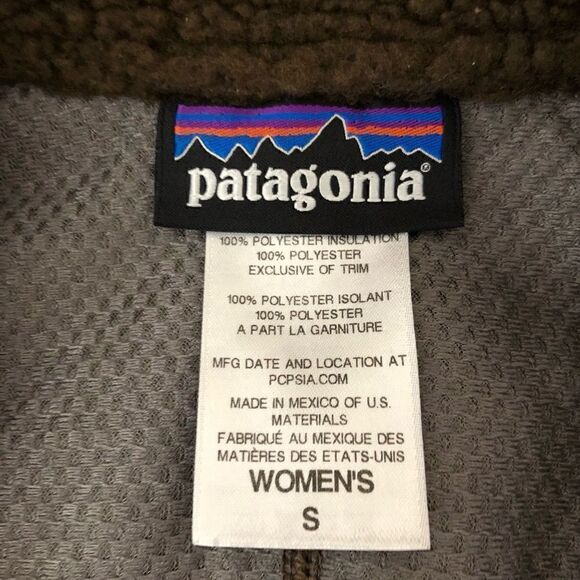 patagonia®
100% POLYESTER INSULATION
100% POLYESTER
EXCLUSIVE OF TRIM
100% POLYESTER ISOLANT
100% POLYESTER
A PART LA GARNITURE
MFG DATE AND LOCATION AT
PCPSIA.COM
MADE IN MEXICO OF U.S.
MATERIALS
FABRIQUÉ AU MEXIQUE DES
MATIÈRES DES ETATS-UNIS
WOMEN'S
S